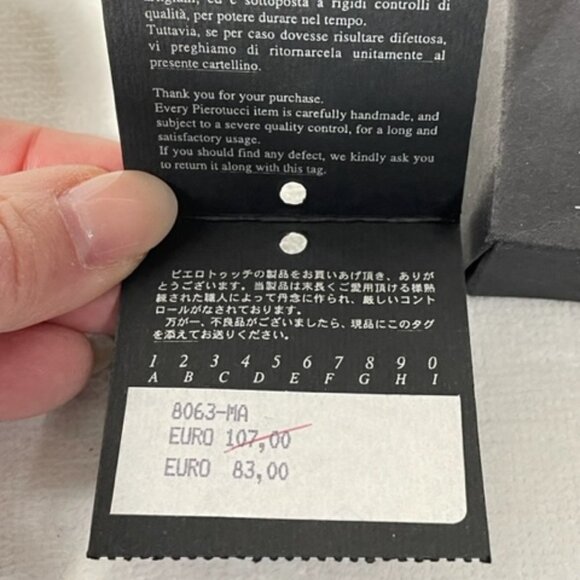 ed è sottoposta a rigidi controlli di
qualità, per potere durare nel tempo.
Tuttavia, se per caso dovesse risultare difettosa,
vi preghiamo di ritornarcela unitamente al
presente cartellino.
Thank you for your purchase.
Every Pierotucci item is carefully handmade, and
subject to a severe quality control, for a long and
satisfactory usage.
If you should find any defect, we kindly ask you
to return it along with this tag.
ピエロトゥッチの製品をお買いあげ頂き、ありが
とうございます。当製品は末長くご愛用頂ける様熟
練された職人によって丹念に作られ、厳しいコント
ロールがなされております。
万が一、不良品がございましたら、現品にこのタグ
を添えてお送りください。
1 2 3 4 5 6 7 8 9 0
A B C D E F G H I
8063-MA
EURO 107,00
EURO 83,00